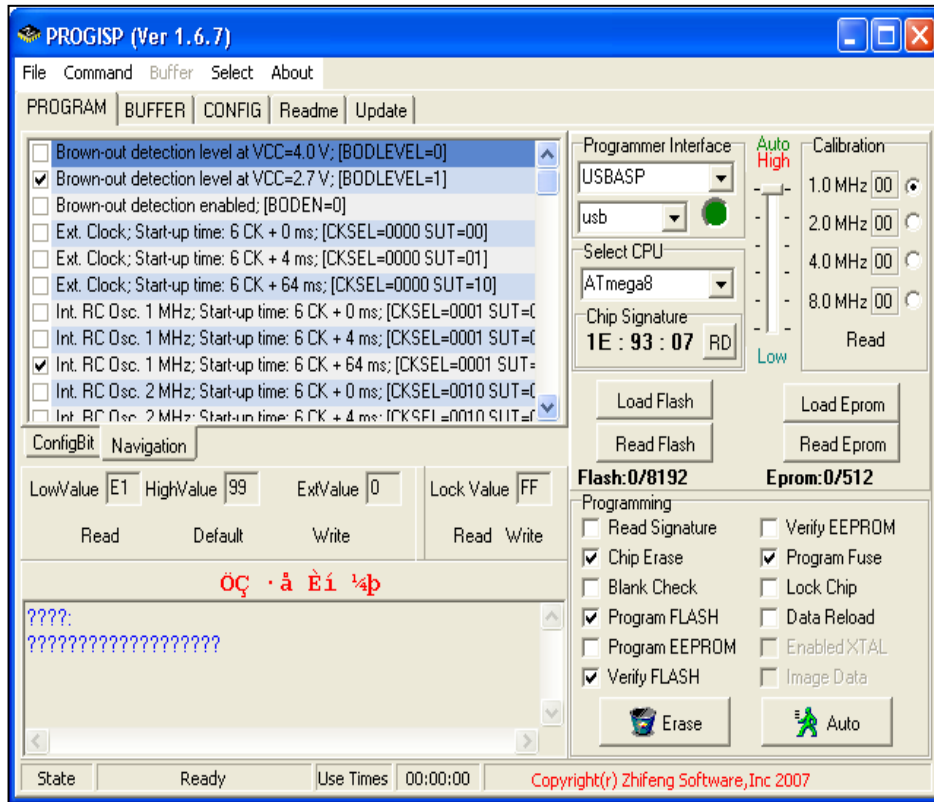 PROGISP (Ver 1.6.7)
File Command Buffer Select About
PROGRAM BUFFER CONFIG Readme Update
Brown-out detection level at VCC=4.0 V; [BODLEVEL=0]
Brown-out detection level at VCC=2.7 V; [BODLEVEL=1]
Brown-out detection enabled; [BODEN=0]
Ext. Clock; Start-up time: 6 CK + 0 ms; [CKSEL=0000 SUT=00]
Ext. Clock; Start-up time: 6 CK + 4 ms; [CKSEL=0000 SUT=01]
Ext. Clock; Start-up time: 6 CK + 64 ms; [CKSEL=0000 SUT=10]
Int. RC Osc. 1 MHz; Start-up time: 6 CK + 0 ms; [CKSEL=0001 SUT=0
Int. RC Osc. 1 MHz; Start-up time: 6 CK + 4 ms; [CKSEL=0001 SUT=0
Int. RC Osc. 1 MHz; Start-up time: 6 CK + 64 ms; [CKSEL=0001 SUT=
Int. RC Osc. 2 MHz; Start-up time: 6 CK + 0 ms; [CKSEL=0010 SUT=0
Int. RC Osc. 2 MHz; Start-up time: 6 CK + 4 ms; [CKSEL=0010 SUT=0
ConfigBit Navigation
LowValue E1 HighValue 99 ExtValue 0 Lock Value FF
Read Default Write Read Write
ÖÇ ·å Èí ¼þ
????:
???????????????????
Programmer Interface
USBASP
usb
Select CPU
ATmega8
Chip Signature
1E : 93 : 07 RD
Auto
High
Low
Calibration
1.0 MHz 00
2.0 MHz 00
4.0 MHz 00
8.0 MHz 00
Read
Load Flash Load Eprom
Read Flash Read Eprom
Flash:0/8192 Eprom:0/512
Programming
Read Signature Verify EEPROM
Chip Erase Program Fuse
Blank Check Lock Chip
Program FLASH Data Reload
Program EEPROM Enabled XTAL
Verify FLASH Image Data
Erase Auto
State Ready Use Times 00:00:00 Copyright(r) Zhifeng Software,Inc 2007